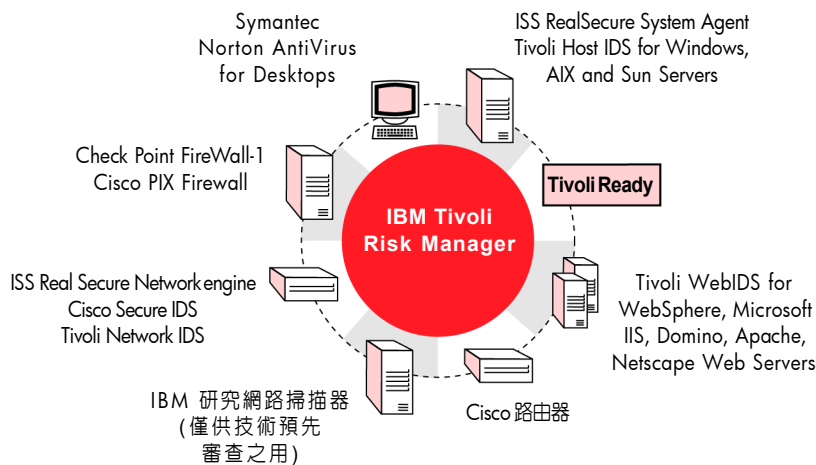 Symantec
Norton AntiVirus
for Desktops
ISS RealSecure System Agent
Tivoli Host IDS for Windows,
AIX and Sun Servers
Check Point FireWall-1
Cisco PIX Firewall
Tivoli Ready
IBM Tivoli
Risk Manager
ISS Real Secure Network engine
Cisco Secure IDS
Tivoli Network IDS
Tivoli WebIDS for
WebSphere, Microsoft
IIS, Domino, Apache,
Netscape Web Servers
IBM 研究網路掃描器
(僅供技術預先
審查之用)
Cisco 路由器